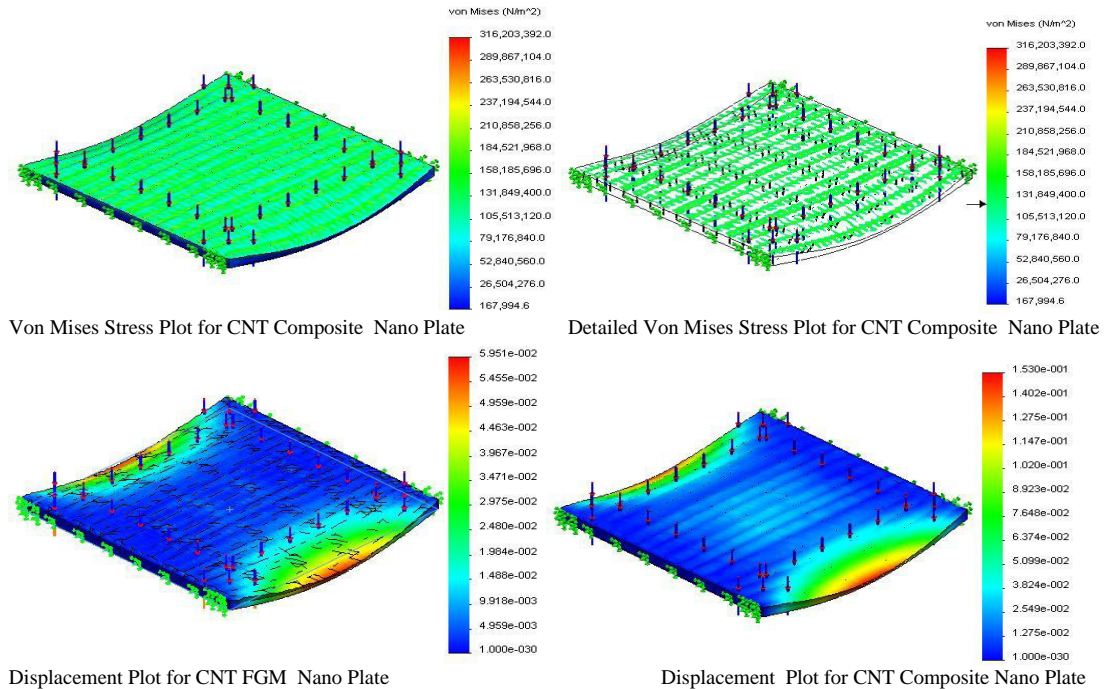 von Mises (N/m^2)
316,203,392.0
289,867,104.0
263,530,816.0
237,194,544.0
210,858,256.0
184,521,968.0
158,185,696.0
131,849,400.0
105,513,120.0
79,176,840.0
52,840,560.0
26,504,276.0
167,994.6
Von Mises Stress Plot for CNT Composite Nano Plate
von Mises (N/m^2)
316,203,392.0
289,867,104.0
263,530,816.0
237,194,544.0
210,858,256.0
184,521,968.0
158,185,696.0
131,849,400.0
105,513,120.0
79,176,840.0
52,840,560.0
26,504,276.0
167,994.6
Detailed Von Mises Stress Plot for CNT Composite Nano Plate
5.951e-002
5.455e-002
4.959e-002
4.463e-002
3.967e-002
3.471e-002
2.975e-002
2.480e-002
1.984e-002
1.488e-002
9.918e-003
4.959e-003
1.000e-030
Displacement Plot for CNT FGM Nano Plate
1.530e-001
1.402e-001
1.275e-001
1.147e-001
1.020e-001
8.923e-002
7.648e-002
6.374e-002
5.099e-002
3.824e-002
2.549e-002
1.275e-002
1.000e-030
Displacement Plot for CNT Composite Nano Plate